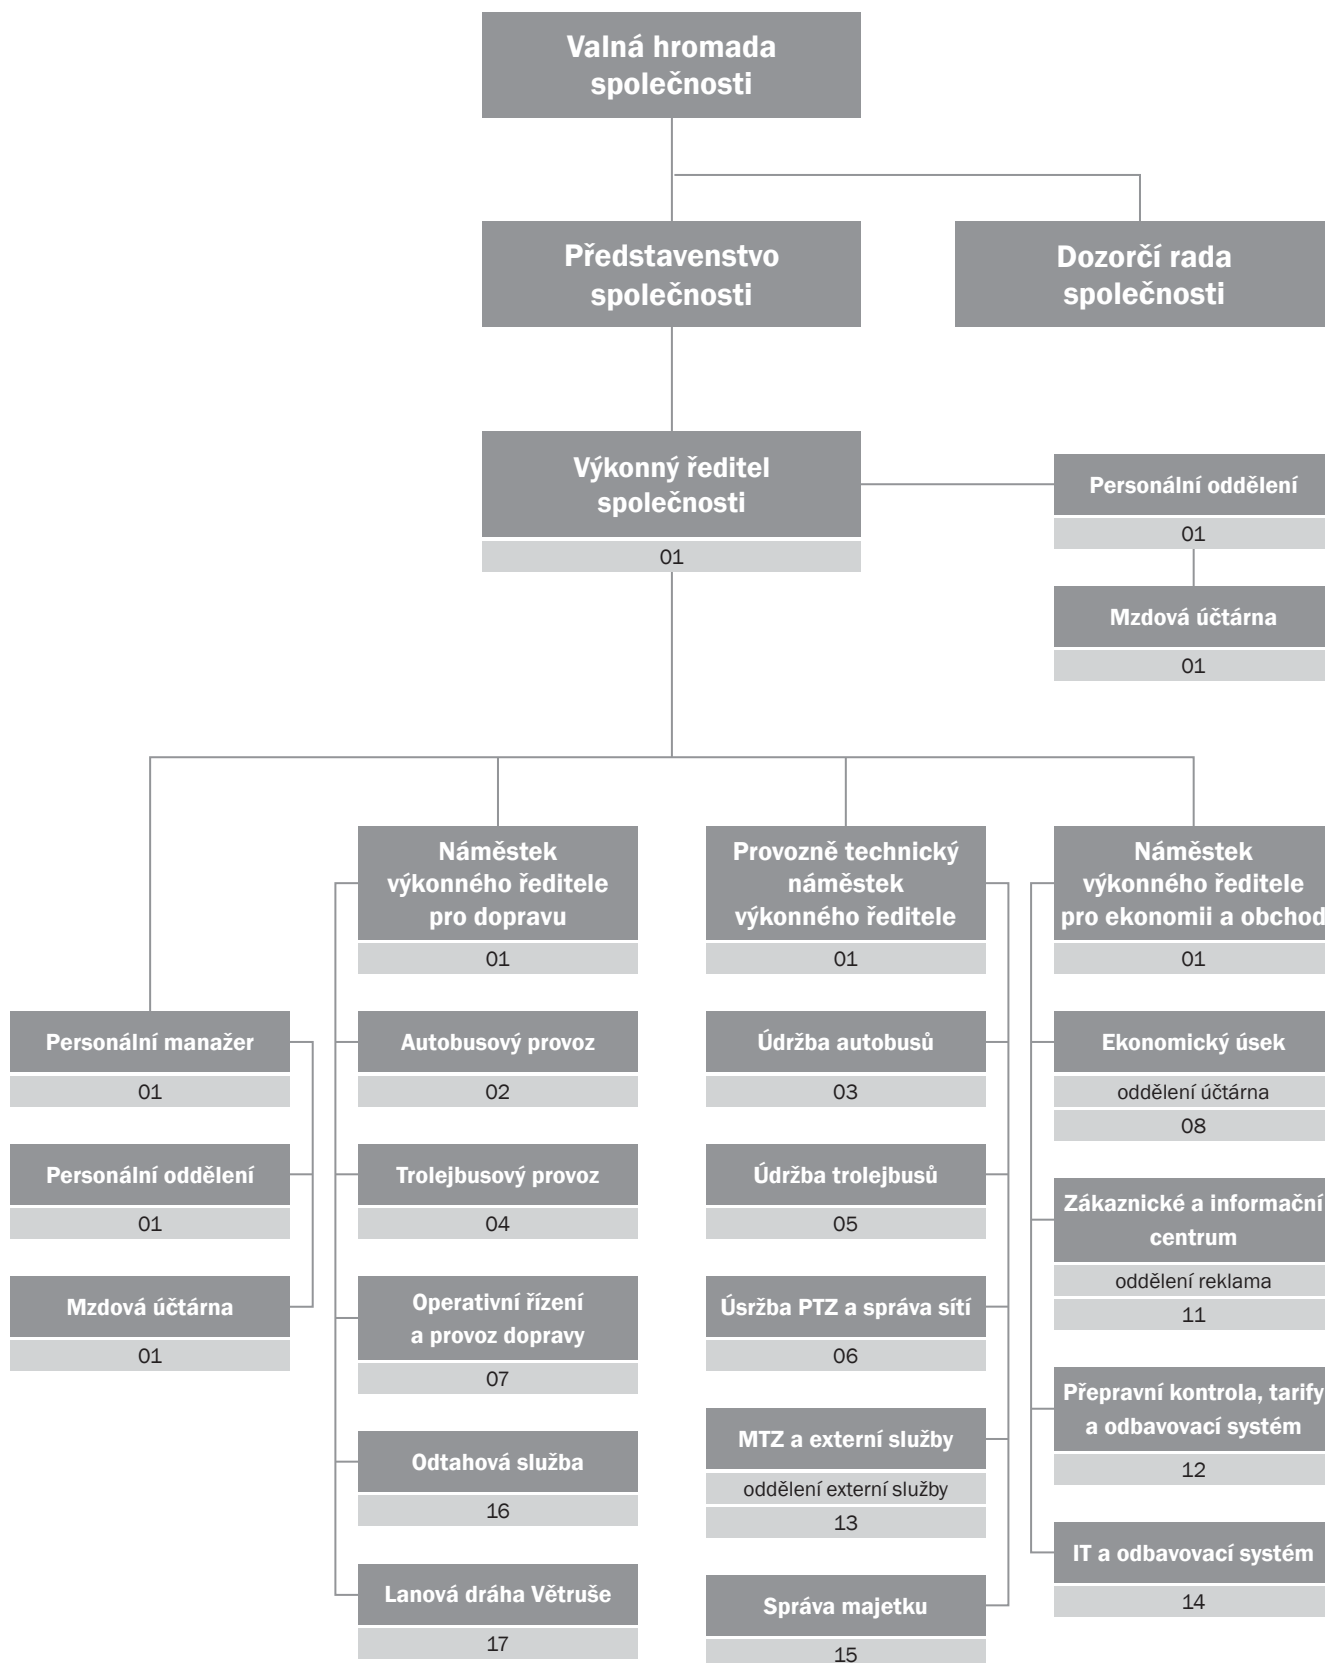 Valná hromada
společnosti
Představenstvo
společnosti
Dozorčí rada
společnosti
Výkonný ředitel
společnosti
01
Personální oddělení
01
Mzdová účtárna
01
Personální manažer
01
Personální oddělení
01
Mzdová účtárna
01
Náměstek
výkonného ředitele
pro dopravu
01
Autobusový provoz
02
Trolejbusový provoz
04
Operativní řízení
a provoz dopravy
07
Odtahová služba
16
Lanová dráha Větruše
17
Provozně technický
náměstek
výkonného ředitele
01
Údržba autobusů
03
Údržba trolejbusů
05
Úsržba PTZ a správa sítí
06
MTZ a externí služby
oddělení externí služby
13
Správa majetku
15
Náměstek
výkonného ředitele
pro ekonomii a obchod
01
Ekonomický úsek
oddělení účtárna
08
Zákaznické a informační
centrum
oddělení reklama
11
Přepravní kontrola, tarify
a odbavovací systém
12
IT a odbavovací systém
14